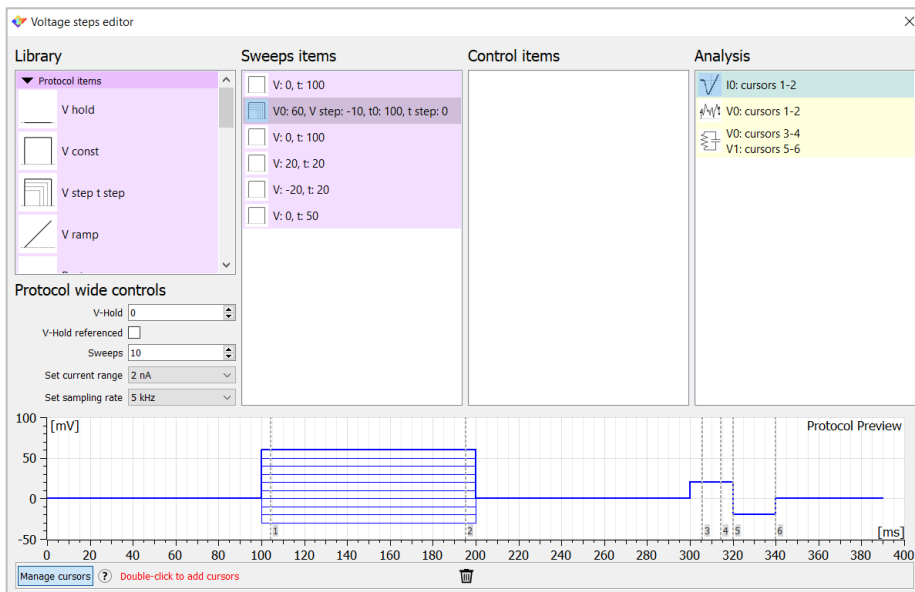 Voltage steps editor
Library
Protocol items
V hold
V const
V step t step
V ramp
Protocol wide controls
V-Hold 0
V-Hold referenced
Sweeps 10
Set current range 2 nA
Set sampling rate 5 kHz
Sweeps items
V: 0, t: 100
V0: 60, V step: -10, t0: 100, t step: 0
V: 0, t: 100
V: 20, t: 20
V: -20, t: 20
V: 0, t: 50
Control items
Analysis
I0: cursors 1-2
V0: cursors 1-2
V0: cursors 3-4
V1: cursors 5-6
100
[mV]
Protocol Preview
50
0
-50
1 2 3 4 5 6
[ms]
0 20 40 60 80 100 120 140 160 180 200 220 240 260 280 300 320 340 360 380 400
Manage cursors ? Double-click to add cursors